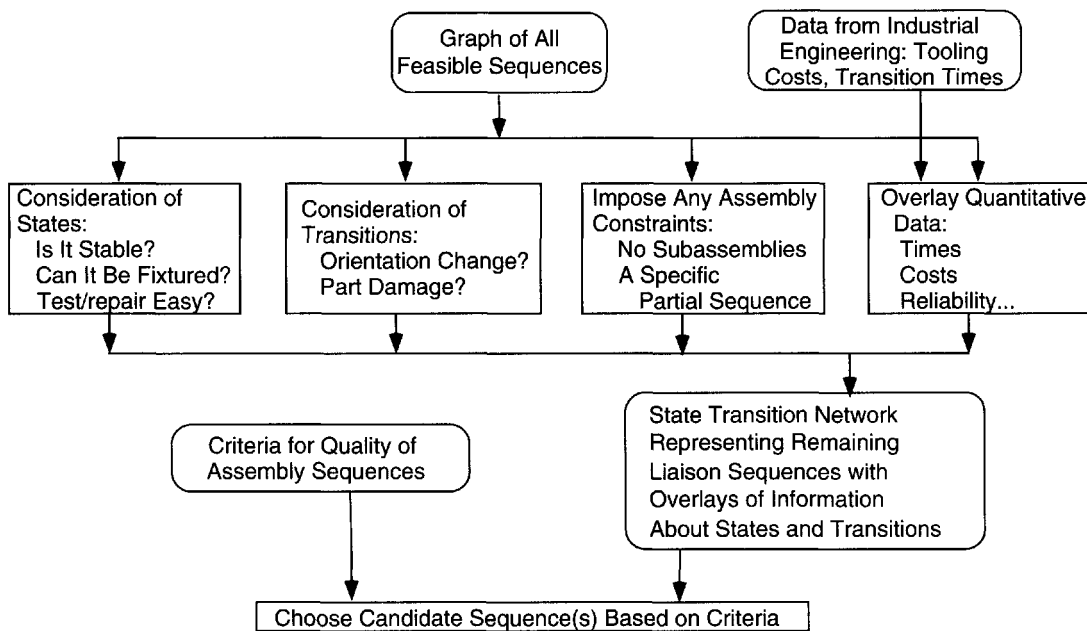 Graph of All
Feasible Sequences
Data from Industrial
Engineering: Tooling
Costs, Transition Times
Consideration of
States:
Is It Stable?
Can It Be Fixtured?
Test/repair Easy?
Consideration of
Transitions:
Orientation Change?
Part Damage?
Impose Any Assembly
Constraints:
No Subassemblies
A Specific
Partial Sequence
Overlay Quantitative
Data:
Times
Costs
Reliability...
Criteria for Quality of
Assembly Sequences
State Transition Network
Representing Remaining
Liaison Sequences with
Overlays of Information
About States and Transitions
Choose Candidate Sequence(s) Based on Criteria